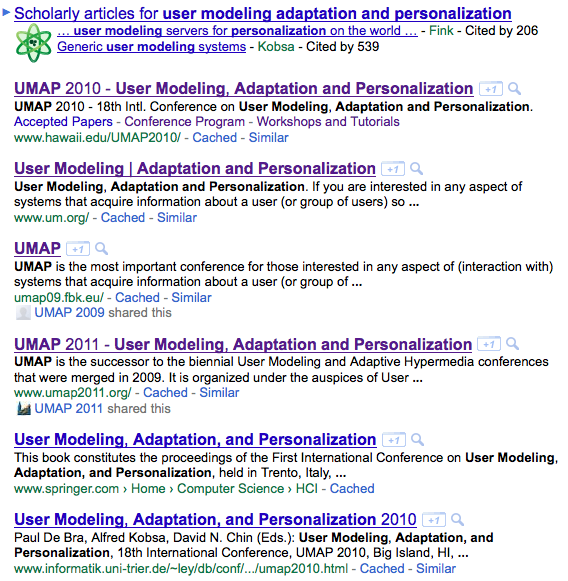 Scholarly articles for user modeling adaptation and personalization
... user modeling servers for personalization on the world ... - Fink - Cited by 206
Generic user modeling systems - Kobsa - Cited by 539
UMAP 2010 - User Modeling, Adaptation and Personalization +1
UMAP 2010 - 18th Intl. Conference on User Modeling, Adaptation and Personalization.
Accepted Papers - Conference Program - Workshops and Tutorials
www.hawaii.edu/UMAP2010/ - Cached - Similar
User Modeling | Adaptation and Personalization +1
User Modeling, Adaptation and Personalization. If you are interested in any aspect of
systems that acquire information about a user (or group of users) so ...
www.um.org/ - Cached - Similar
UMAP +1
UMAP is the most important conference for those interested in any aspect of (interaction with)
systems that acquire information about a user (or group of ...
umap09.fbk.eu/ - Cached - Similar
UMAP 2009 shared this
UMAP 2011 - User Modeling, Adaptation and Personalization +1
UMAP is the successor to the biennial User Modeling and Adaptive Hypermedia conferences
that were merged in 2009. It is organized under the auspices of User ...
www.umap2011.org/ - Cached - Similar
UMAP 2011 shared this
User Modeling, Adaptation, and Personalization +1
This book constitutes the proceedings of the First International Conference on User Modeling,
Adaptation, and Personalization, held in Trento, Italy, ...
www.springer.com › Home › Computer Science › HCI - Cached
User Modeling, Adaptation, and Personalization 2010 +1
Paul De Bra, Alfred Kobsa, David N. Chin (Eds.): User Modeling, Adaptation, and
Personalization, 18th International Conference, UMAP 2010, Big Island, HI, ...
www.informatik.uni-trier.de/~ley/db/conf/.../umap2010.html - Cached - Similar